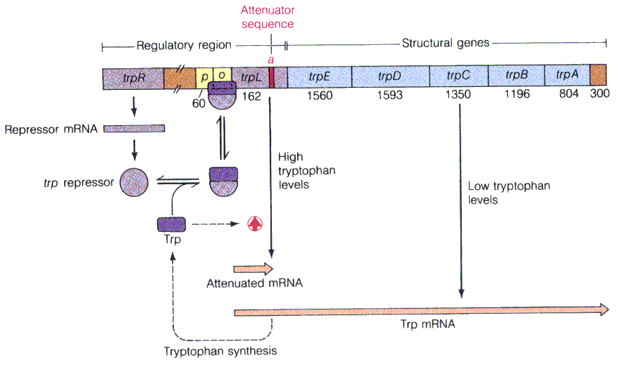 Attenuator
sequence
Regulatory region
Structural genes
a
trpR
p
o
trpL
trpE
trpD
trpC
trpB
trpA
60
162
1560
1593
1350
1196
804
300
Repressor mRNA
High
tryptophan
levels
Low tryptophan
levels
trp repressor
Trp
Attenuated mRNA
Trp mRNA
Tryptophan synthesis